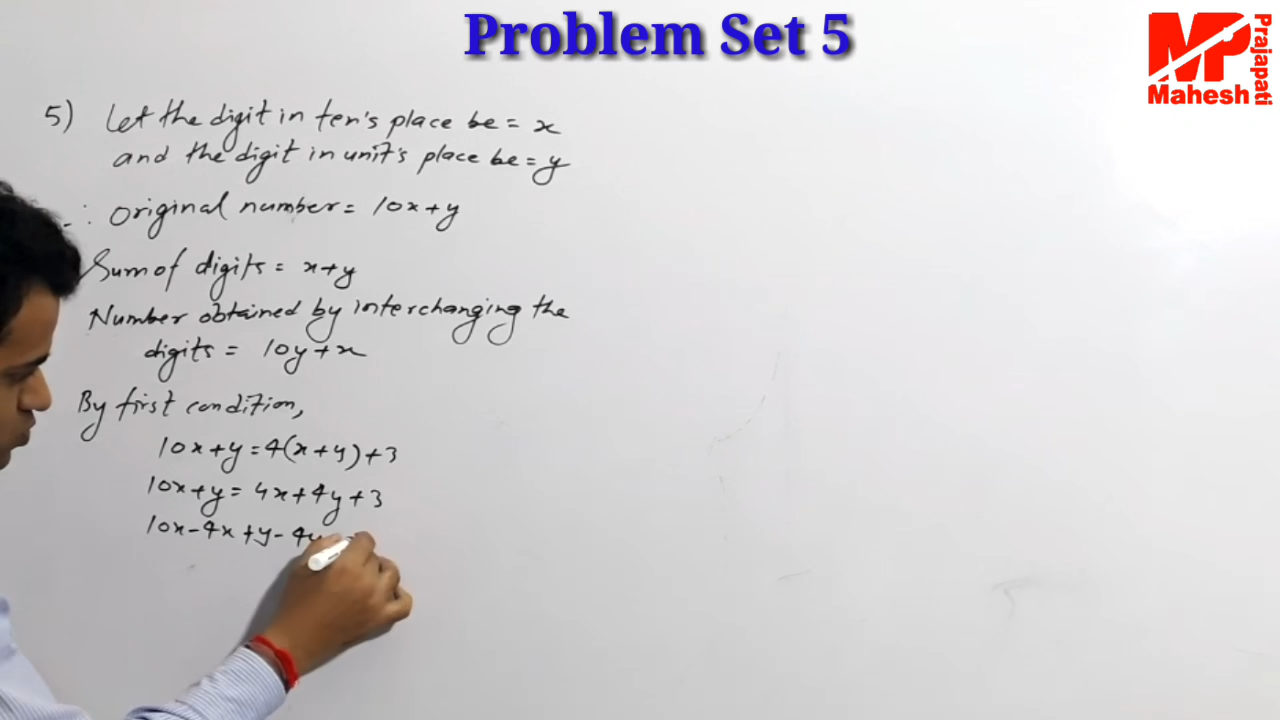 Problem Set 5
MP
Mahesh
Prajapati
5) Let the digit in ten's place be = x
and the digit in unit's place be = y
∴ Original number = 10x+y
Sum of digits = x+y
Number obtained by interchanging the
digits = 10y+x
By first condition,
10x+y=4(x+y)+3
10x+y= 4x+4y+3
10x-4x+y-4y